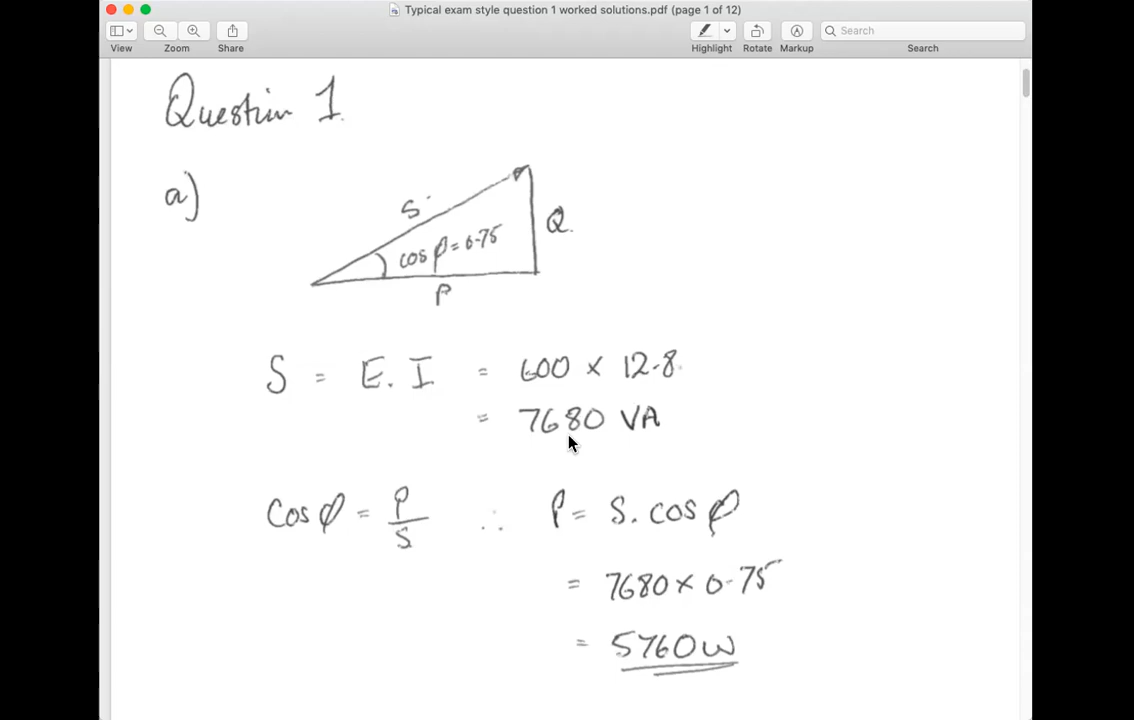 Typical exam style question 1 worked solutions.pdf (page 1 of 12)
View Zoom Share Highlight Rotate Markup Search
Search
Question 1.
a)
S
Q.
cos φ = 0.75
P
S = E. I = 600 × 12.8
= 7680 VA
Cos φ = P/S ∴ P = S. cos φ
= 7680 × 0.75
= 5760W